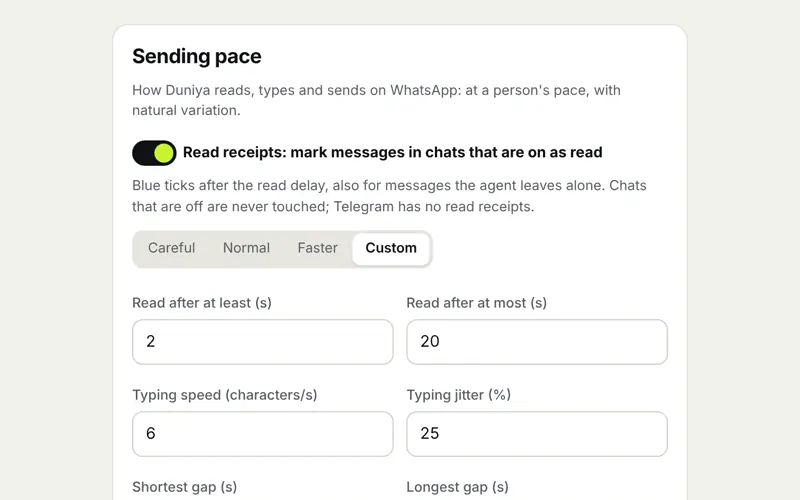 Sending pace
How Duniya reads, types and sends on WhatsApp: at a person's pace, with
natural variation.
Read receipts: mark messages in chats that are on as read
Blue ticks after the read delay, also for messages the agent leaves alone. Chats
that are off are never touched; Telegram has no read receipts.
Careful Normal Faster Custom
Read after at least (s) Read after at most (s)
2 20
Typing speed (characters/s) Typing jitter (%)
6 25
Shortest gap (s) Longest gap (s)